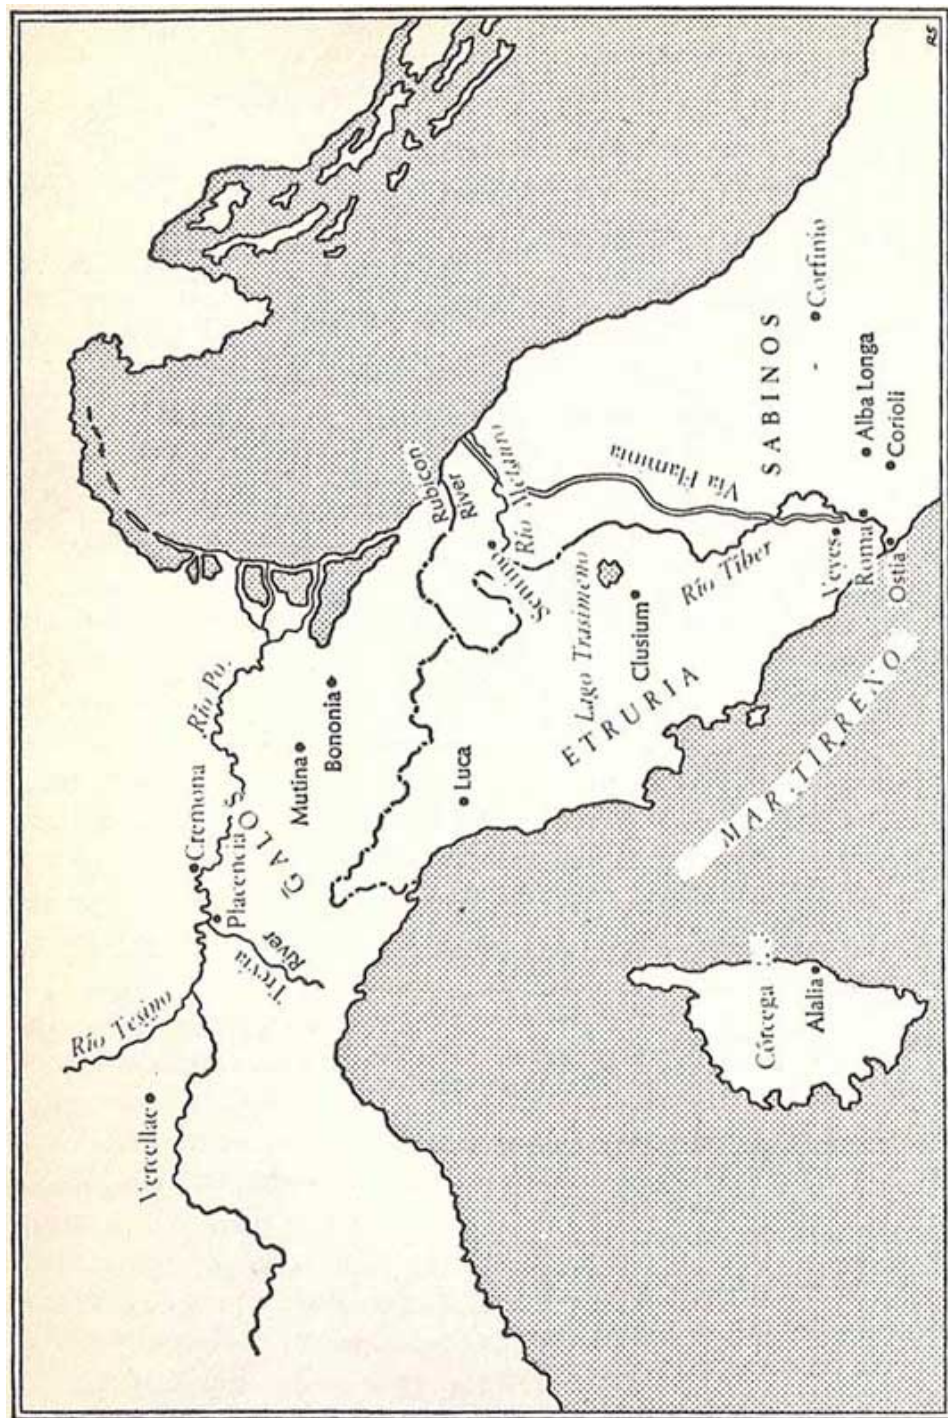 RS
Río Tesino
Vercellae
Cremona
Placencia
Río Po.
Trevia
River
GALOS
Mutina
Bononia
Rubicon
River
Río Metauro
Sentino
Luca
Lago Trasimeno
Clusium
ETRURIA
Río Tiber
Vía Flaminia
SABINOS
Corfinio
Alba Longa
Corioli
Veyes
Roma
Ostia
MAR TIRRENO
Córcega
Alalia